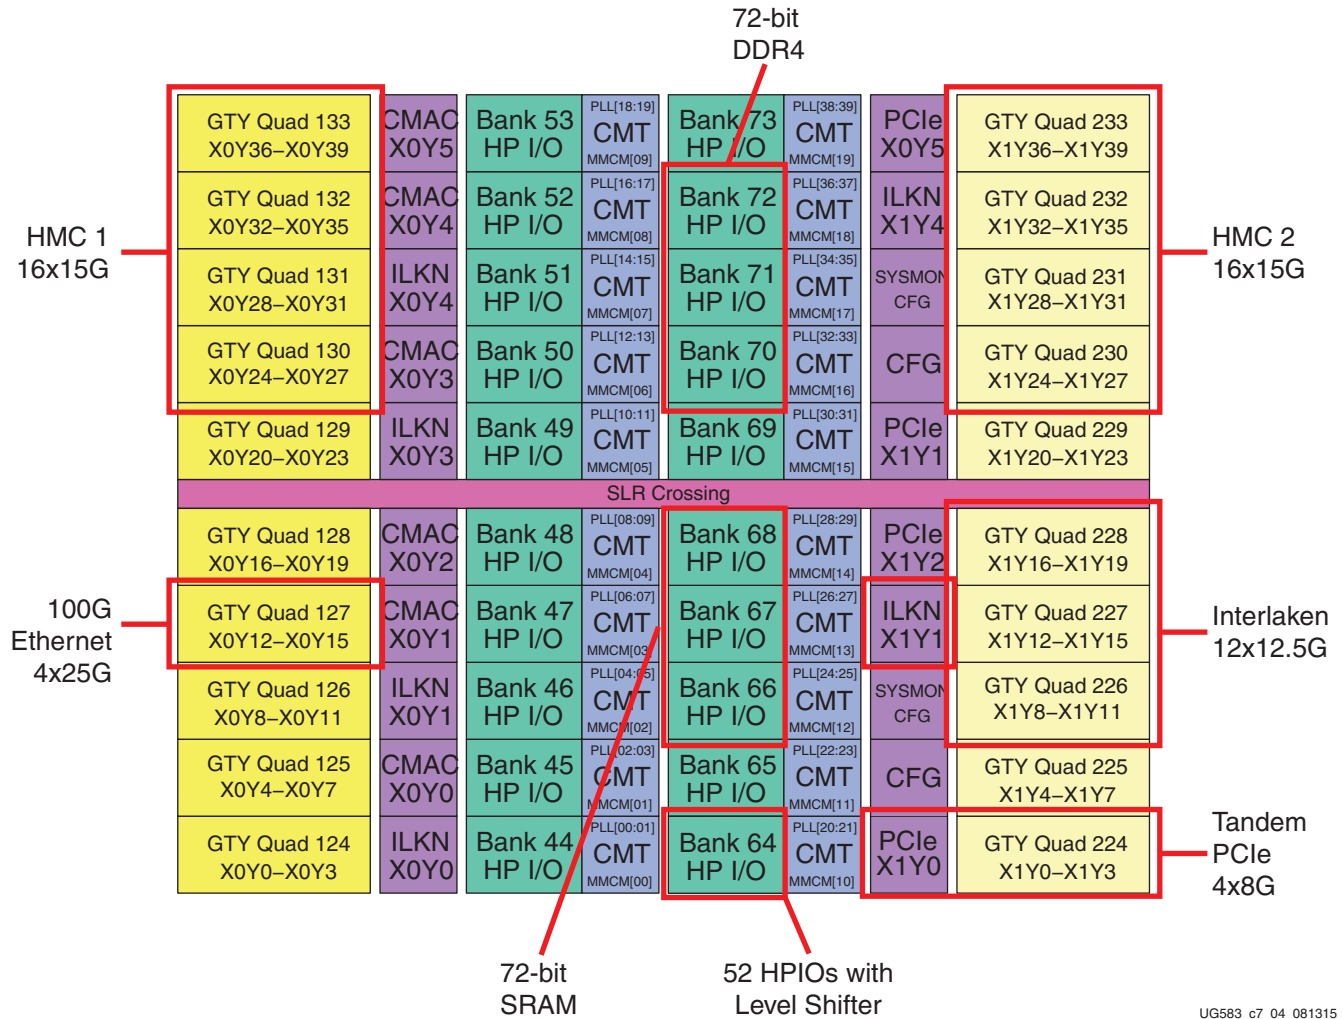 72-bit
DDR4
GTY Quad 133
X0Y36–X0Y39
CMAC
X0Y5
Bank 53
HP I/O
PLL[18:19]
CMT
MMCM[09]
Bank 73
HP I/O
PLL[38:39]
CMT
MMCM[19]
PCIe
X0Y5
GTY Quad 233
X1Y36–X1Y39
GTY Quad 132
X0Y32–X0Y35
CMAC
X0Y4
Bank 52
HP I/O
PLL[16:17]
CMT
MMCM[08]
Bank 72
HP I/O
PLL[36:37]
CMT
MMCM[18]
ILKN
X1Y4
GTY Quad 232
X1Y32–X1Y35
HMC 1
16x15G
HMC 2
16x15G
GTY Quad 131
X0Y28–X0Y31
ILKN
X0Y4
Bank 51
HP I/O
PLL[14:15]
CMT
MMCM[07]
Bank 71
HP I/O
PLL[34:35]
CMT
MMCM[17]
SYSMON
CFG
GTY Quad 231
X1Y28–X1Y31
GTY Quad 130
X0Y24–X0Y27
CMAC
X0Y3
Bank 50
HP I/O
PLL[12:13]
CMT
MMCM[06]
Bank 70
HP I/O
PLL[32:33]
CMT
MMCM[16]
CFG
GTY Quad 230
X1Y24–X1Y27
GTY Quad 129
X0Y20–X0Y23
ILKN
X0Y3
Bank 49
HP I/O
PLL[10:11]
CMT
MMCM[05]
Bank 69
HP I/O
PLL[30:31]
CMT
MMCM[15]
PCIe
X1Y1
GTY Quad 229
X1Y20–X1Y23
SLR Crossing
GTY Quad 128
X0Y16–X0Y19
CMAC
X0Y2
Bank 48
HP I/O
PLL[08:09]
CMT
MMCM[04]
Bank 68
HP I/O
PLL[28:29]
CMT
MMCM[14]
PCIe
X1Y2
GTY Quad 228
X1Y16–X1Y19
100G
Ethernet
4x25G
GTY Quad 127
X0Y12–X0Y15
CMAC
X0Y1
Bank 47
HP I/O
PLL[06:07]
CMT
MMCM[03]
Bank 67
HP I/O
PLL[26:27]
CMT
MMCM[13]
ILKN
X1Y1
GTY Quad 227
X1Y12–X1Y15
Interlaken
12x12.5G
GTY Quad 126
X0Y8–X0Y11
ILKN
X0Y1
Bank 46
HP I/O
PLL[04:05]
CMT
MMCM[02]
Bank 66
HP I/O
PLL[24:25]
CMT
MMCM[12]
SYSMON
CFG
GTY Quad 226
X1Y8–X1Y11
GTY Quad 125
X0Y4–X0Y7
CMAC
X0Y0
Bank 45
HP I/O
PLL[02:03]
CMT
MMCM[01]
Bank 65
HP I/O
PLL[22:23]
CMT
MMCM[11]
CFG
GTY Quad 225
X1Y4–X1Y7
GTY Quad 124
X0Y0–X0Y3
ILKN
X0Y0
Bank 44
HP I/O
PLL[00:01]
CMT
MMCM[00]
Bank 64
HP I/O
PLL[20:21]
CMT
MMCM[10]
PCIe
X1Y0
GTY Quad 224
X1Y0–X1Y3
Tandem
PCIe
4x8G
72-bit
SRAM
52 HPIOs with
Level Shifter
UG583_c7_04_081315